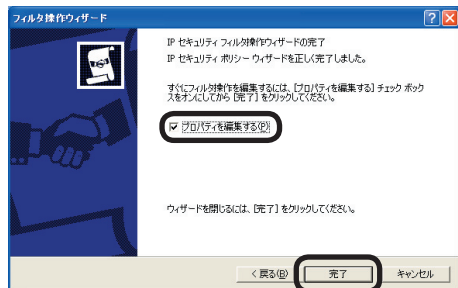 フィルタ操作ウィザード
IP セキュリティ フィルタ操作ウィザードの完了
IP セキュリティ ポリシー ウィザードを正しく完了しました。
すぐにフィルタ操作を編集するには、[プロパティを編集する] チェック ボック
スをオンにしてから [完了] をクリックしてください。
プロパティを編集する(P)
ウィザードを閉じるには、[完了] をクリックしてください。
< 戻る(B)
完了
キャンセル